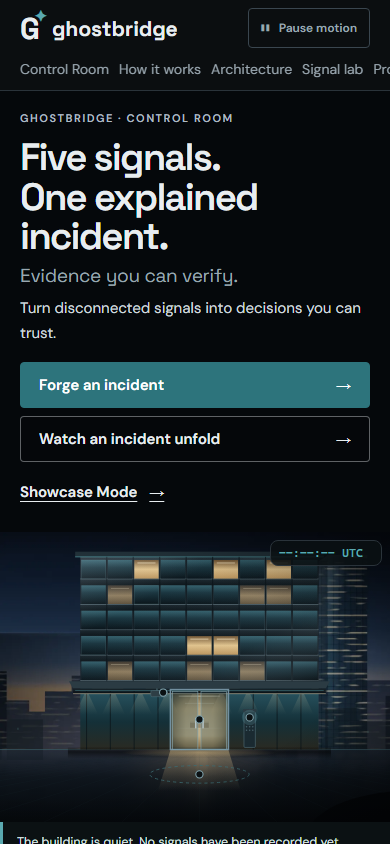 G ghostbridge
Pause motion
Control Room How it works Architecture Signal lab Pro
GHOSTBRIDGE · CONTROL ROOM
Five signals.
One explained
incident.
Evidence you can verify.
Turn disconnected signals into decisions you can
trust.
Forge an incident →
Watch an incident unfold →
Showcase Mode →
--:--:-- UTC
The building is quiet. No signals have been recorded yet.